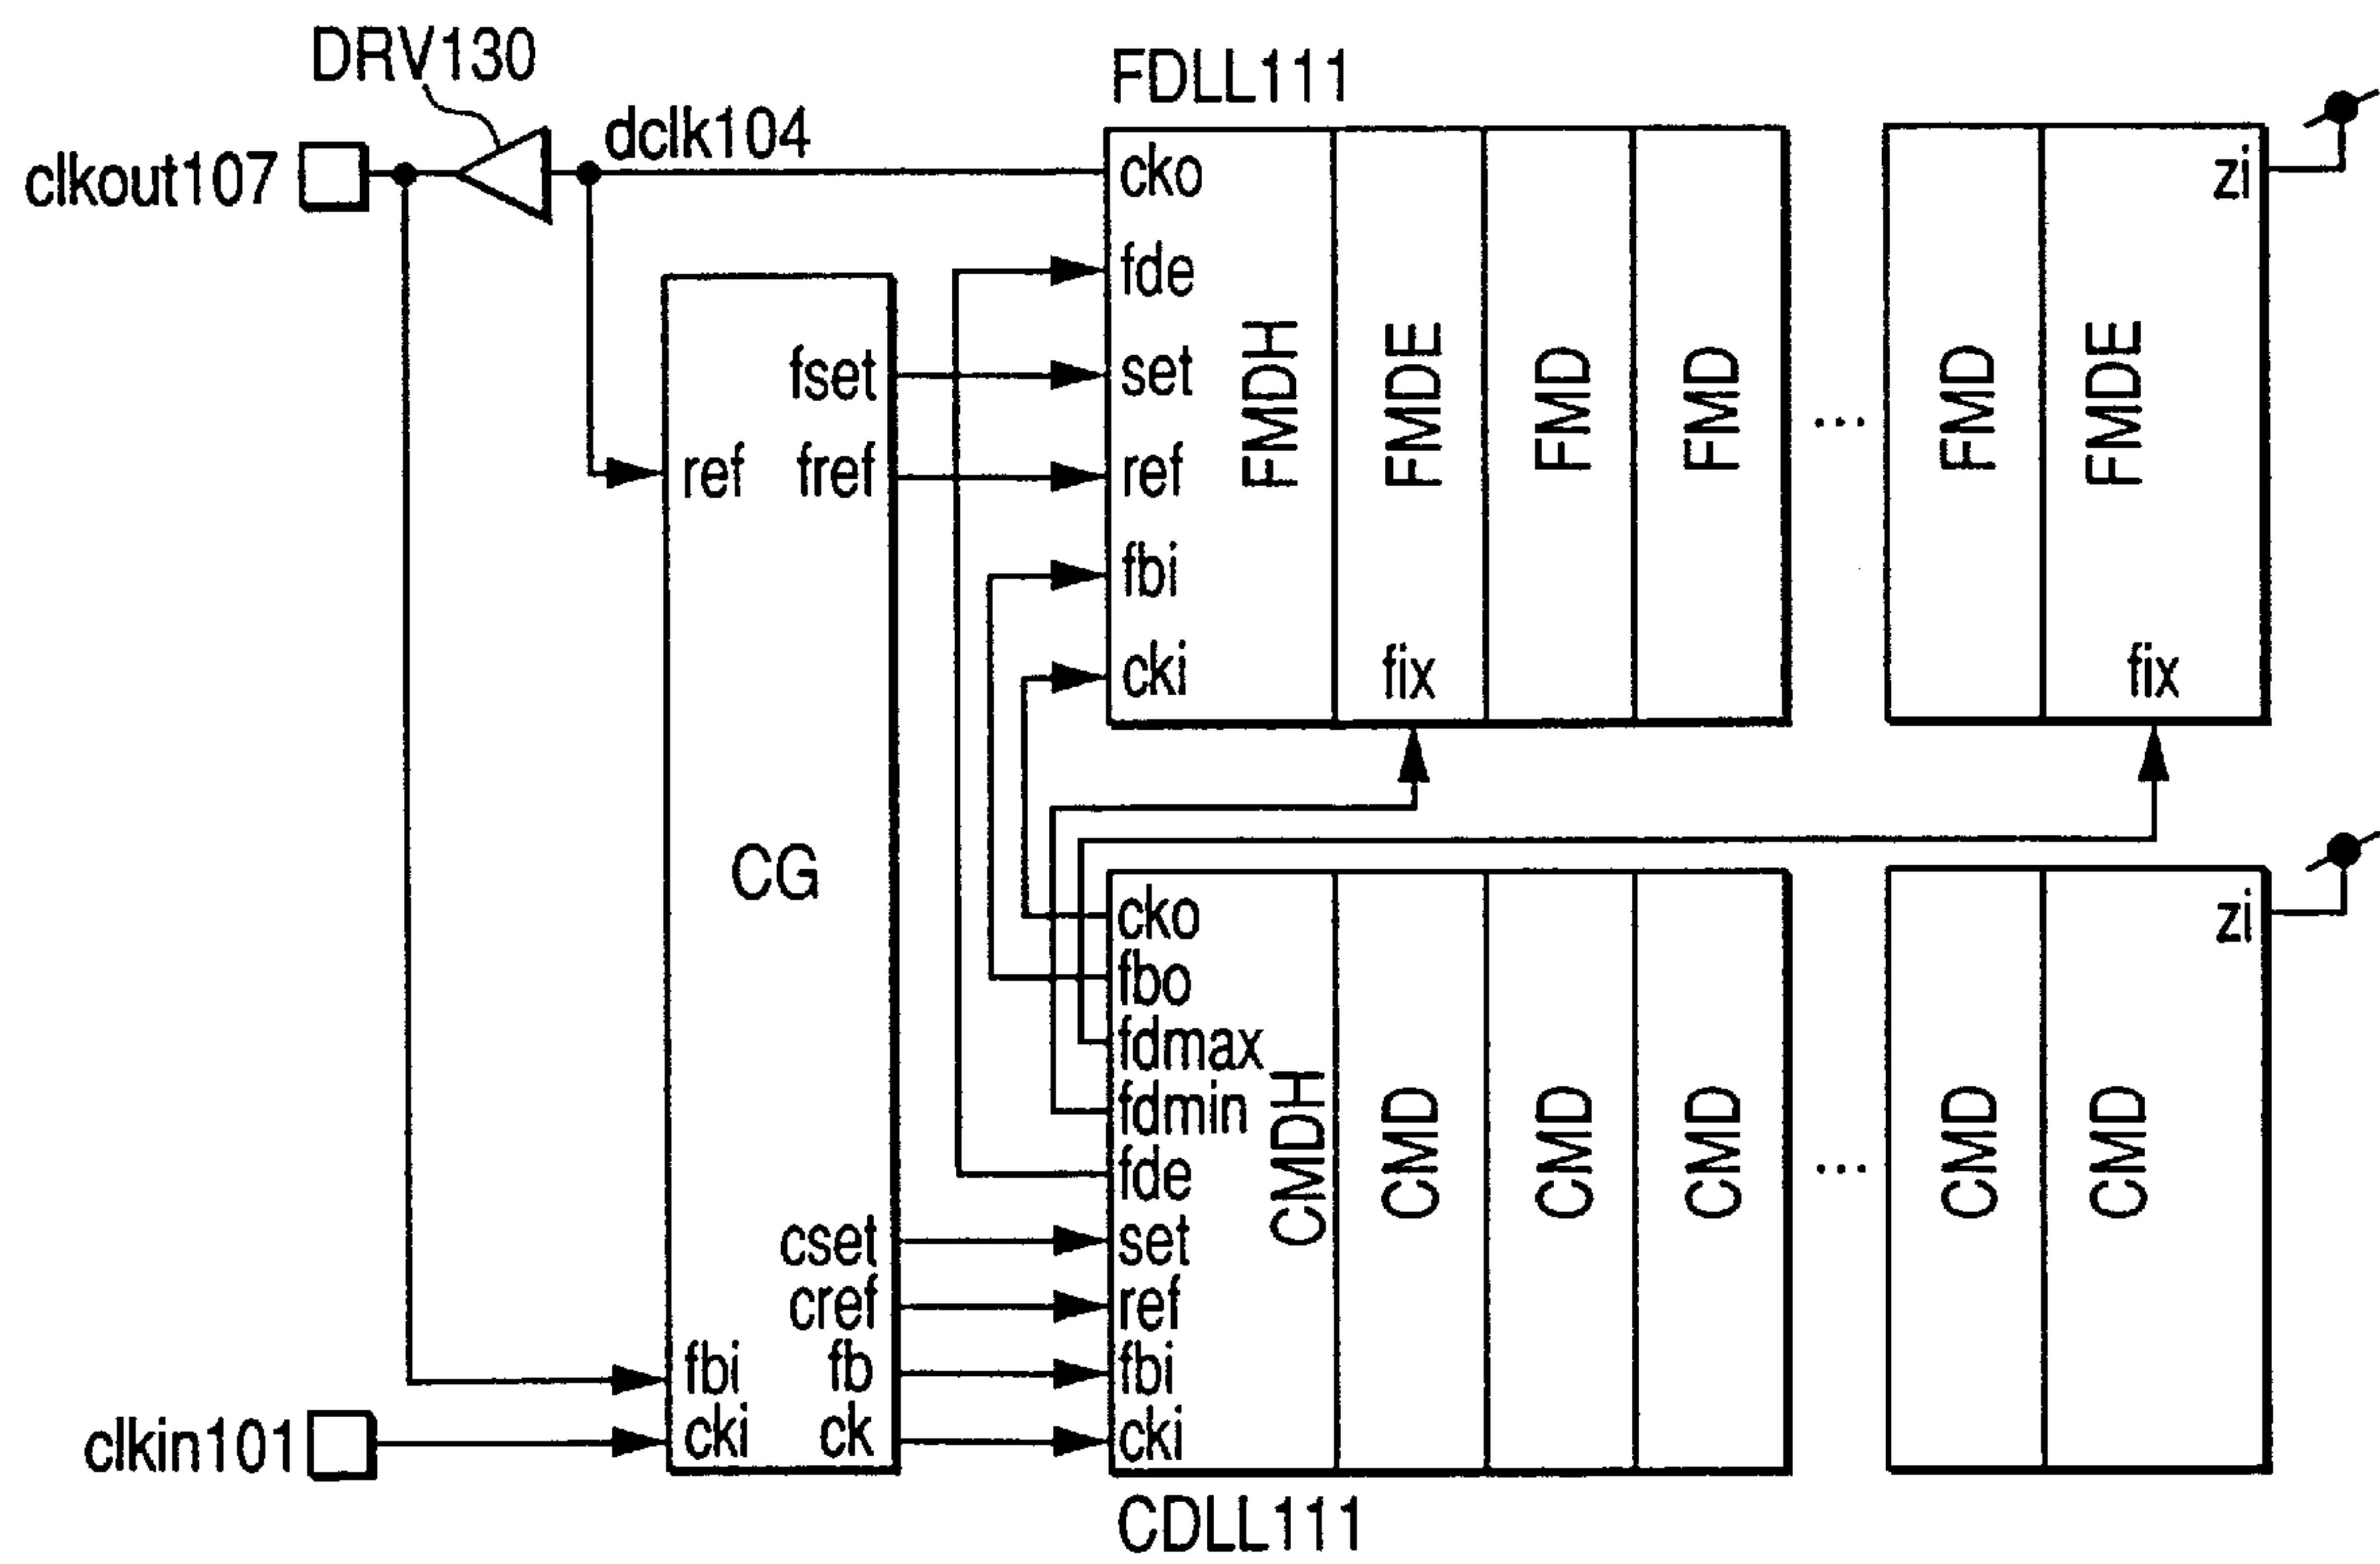 DRV130
clkout107
dclk104
FDLL111
cko
fde
set
ref
fbi
cki
FMDH
FMDE
fix
FMD
FMD
...
FMD
FMDE
zi
fix
CG
fset
ref
fref
cset
cref
fbi
fb
cki
ck
clkin101
cko
fbo
fdmax
fdmin
fde
set
ref
fbi
cki
CMDH
CMD
CMD
CMD
...
CMD
CMD
zi
CDLL111